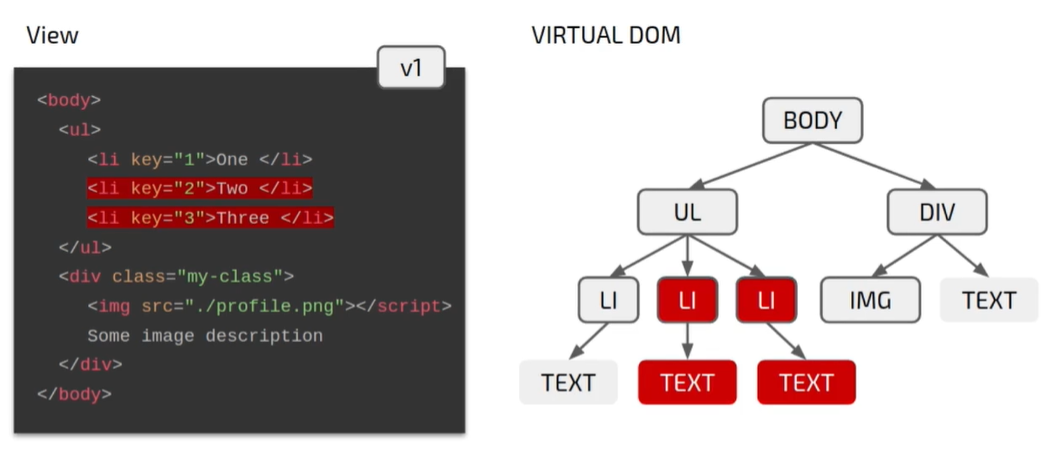 View
v1
<body>
<ul>
<li key="1">One </li>
<li key="2">Two </li>
<li key="3">Three </li>
</ul>
<div class="my-class">
<img src="./profile.png"></script>
Some image description
</div>
</body>
VIRTUAL DOM
BODY
UL DIV
LI LI LI IMG TEXT
TEXT TEXT TEXT